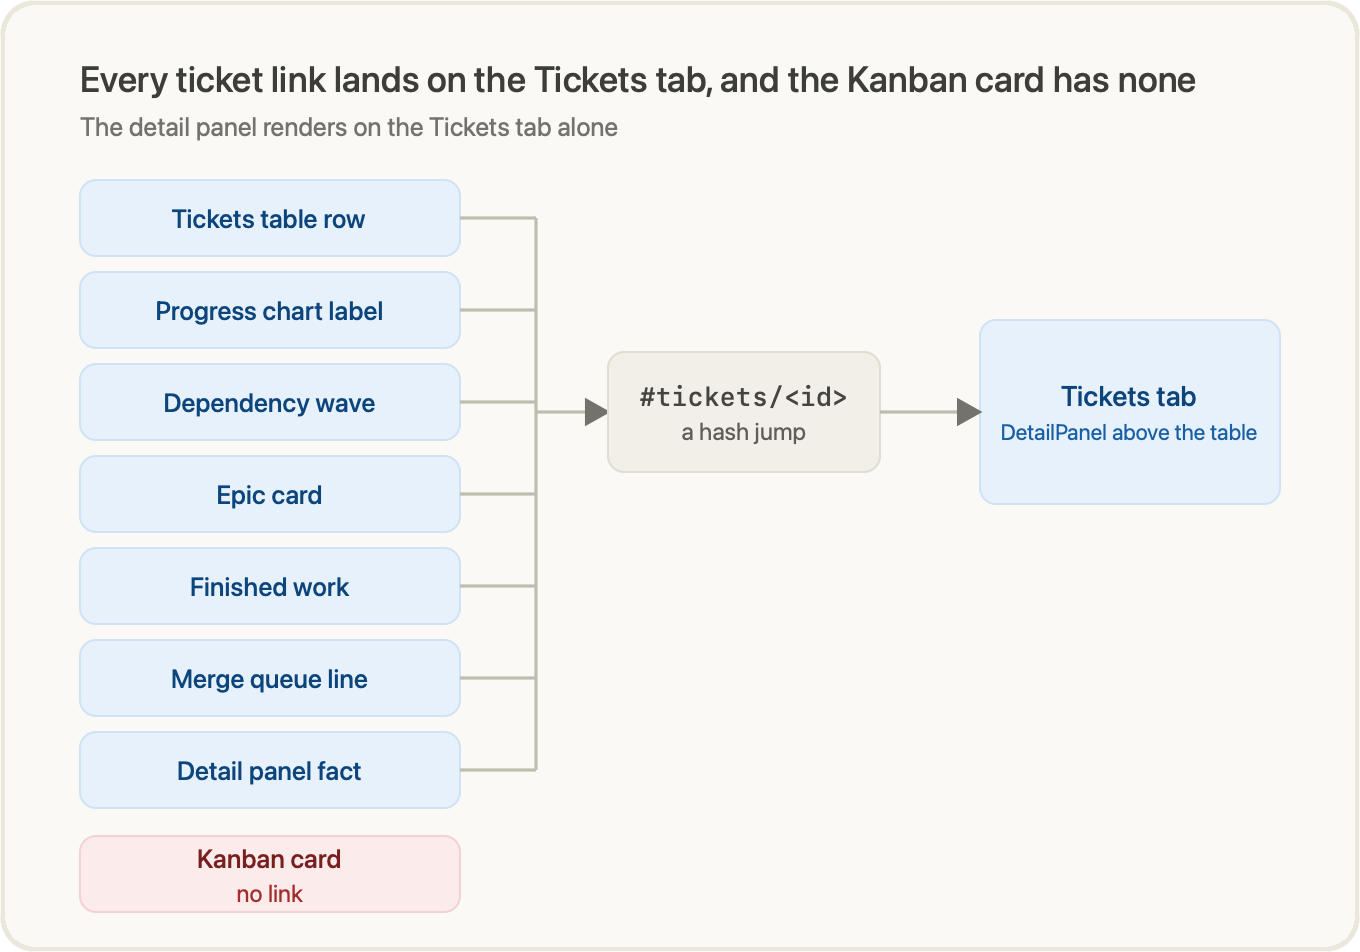 Every ticket link lands on the Tickets tab, and the Kanban card has none
The detail panel renders on the Tickets tab alone
Tickets table row
Progress chart label
Dependency wave
Epic card
Finished work
Merge queue line
Detail panel fact
Kanban card
no link
#tickets/<id>
a hash jump
Tickets tab
DetailPanel above the table